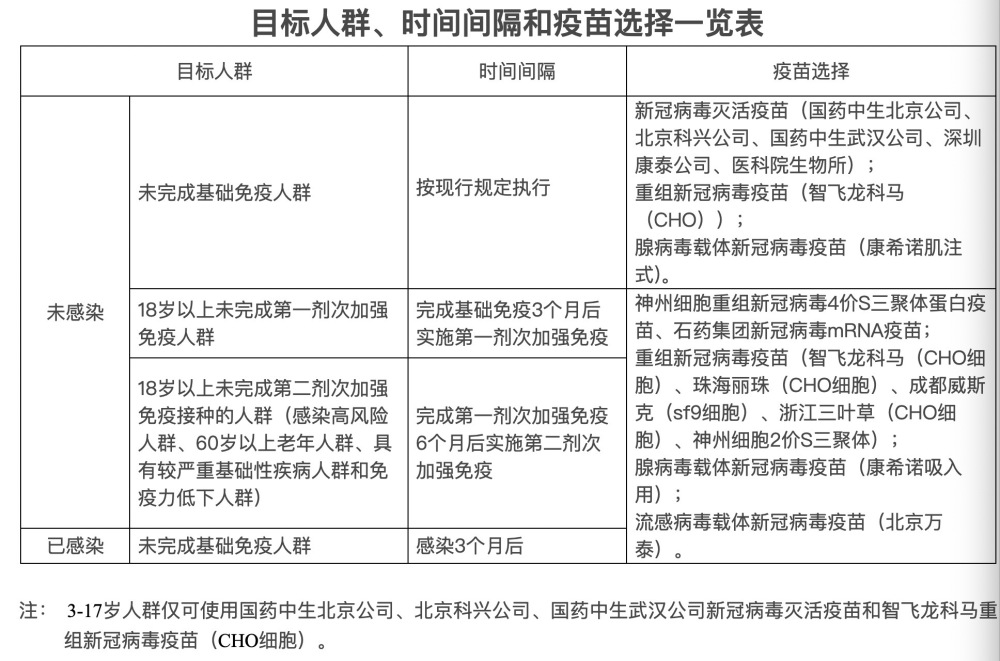 目标人群、时间间隔和疫苗选择一览表
目标人群
时间间隔
疫苗选择
未感染
未完成基础免疫人群
按现行规定执行
新冠病毒灭活疫苗（国药中生北京公司、
北京科兴公司、国药中生武汉公司、深圳
康泰公司、医科院生物所）；
重组新冠病毒疫苗（智飞龙科马
（CHO））；
腺病毒载体新冠病毒疫苗（康希诺肌注
式）。
18岁以上未完成第一剂次加强
免疫人群
完成基础免疫3个月后
实施第一剂次加强免疫
18岁以上未完成第二剂次加强
免疫接种的人群（感染高风险
人群、60岁以上老年人群、具
有较严重基础性疾病人群和免
疫力低下人群）
完成第一剂次加强免疫
6个月后实施第二剂次
加强免疫
神州细胞重组新冠病毒4价S三聚体蛋白疫
苗、石药集团新冠病毒mRNA疫苗；
重组新冠病毒疫苗（智飞龙科马（CHO细
胞）、珠海丽珠（CHO细胞）、成都威斯
克（sf9细胞）、浙江三叶草（CHO细
胞）、神州细胞2价S三聚体）；
腺病毒载体新冠病毒疫苗（康希诺吸入
用）；
流感病毒载体新冠病毒疫苗（北京万
泰）。
已感染
未完成基础免疫人群
感染3个月后
注： 3-17岁人群仅可使用国药中生北京公司、北京科兴公司、国药中生武汉公司新冠病毒灭活疫苗和智飞龙科马重
组新冠病毒疫苗（CHO细胞）。